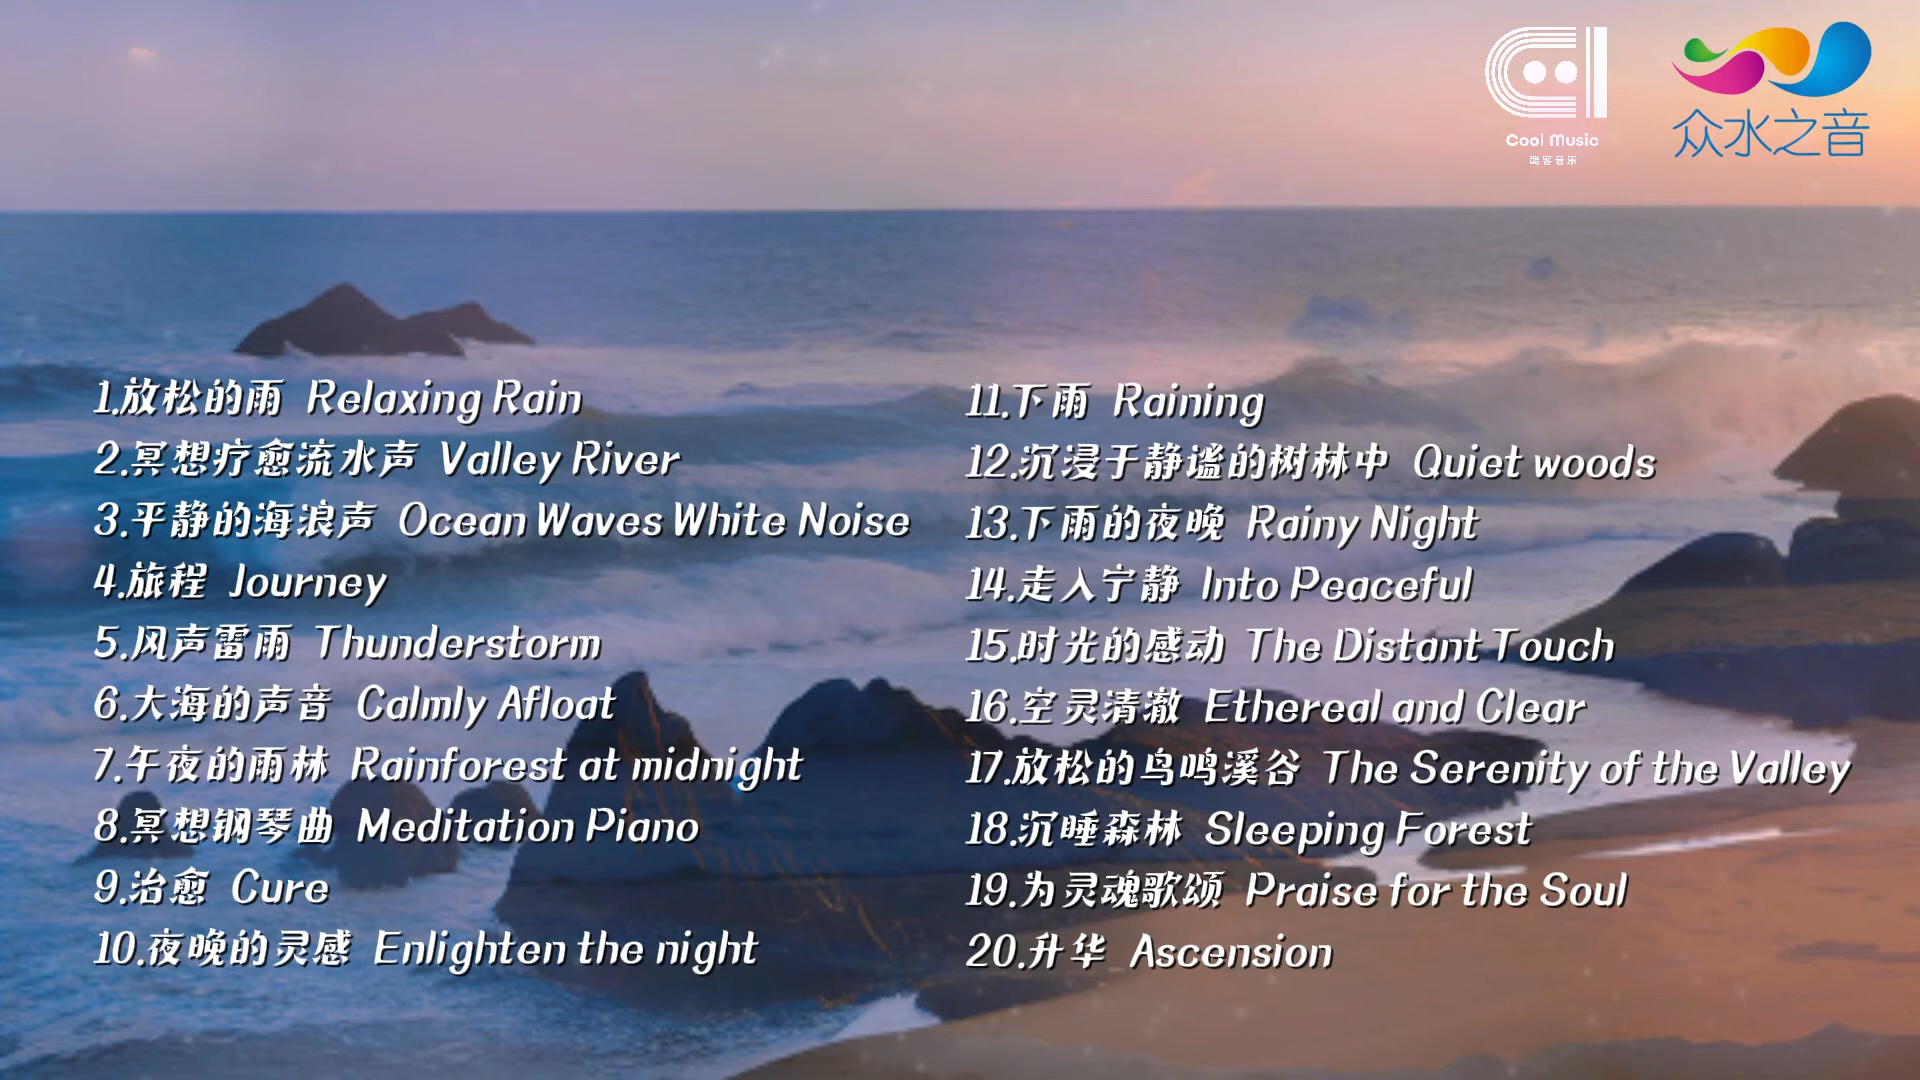 Cool Music
酷客音乐
众水之音
1.放松的雨 Relaxing Rain
2.冥想疗愈流水声 Valley River
3.平静的海浪声 Ocean Waves White Noise
4.旅程 Journey
5.风声雷雨 Thunderstorm
6.大海的声音 Calmly Afloat
7.午夜的雨林 Rainforest at midnight
8.冥想钢琴曲 Meditation Piano
9.治愈 Cure
10.夜晚的灵感 Enlighten the night
11.下雨 Raining
12.沉浸于静谧的树林中 Quiet woods
13.下雨的夜晚 Rainy Night
14.走入宁静 Into Peaceful
15.时光的感动 The Distant Touch
16.空灵清澈 Ethereal and Clear
17.放松的鸟鸣溪谷 The Serenity of the Valley
18.沉睡森林 Sleeping Forest
19.为灵魂歌颂 Praise for the Soul
20.升华 Ascension